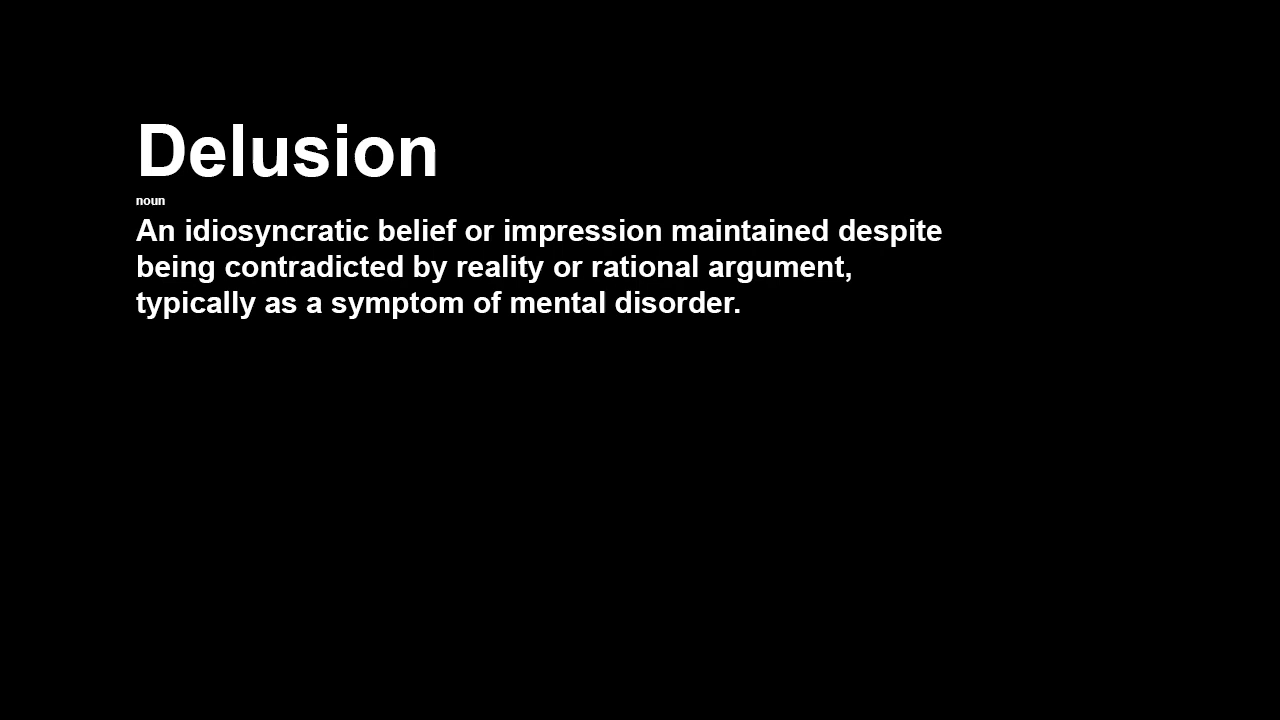 Delusion
noun
An idiosyncratic belief or impression maintained despite
being contradicted by reality or rational argument,
typically as a symptom of mental disorder.